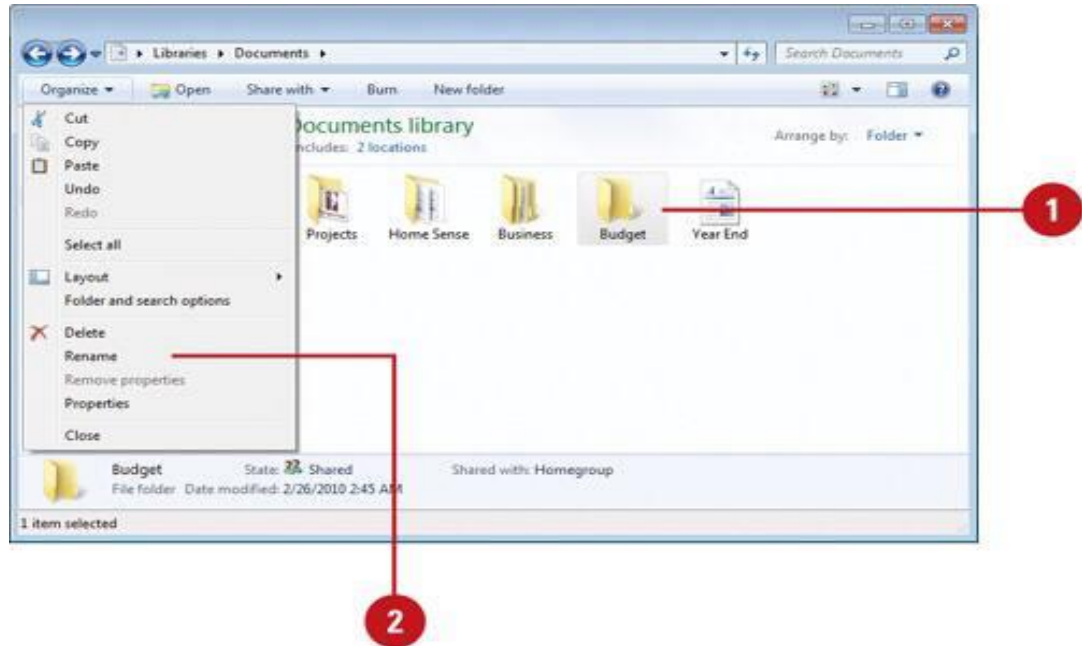 Libraries Documents Search Documents
Organize Open Share with Burn New folder
Cut
Copy
Paste
Undo
Redo
Select all
Layout
Folder and search options
Delete
Rename
Remove properties
Properties
Close
ocuments library
ncludes: 2 locations
Arrange by: Folder
Projects Home Sense Business Budget Year End
1
Budget State: Shared Shared with: Homegroup
File folder Date modified: 2/26/2010 2:45 AM
1 item selected
2